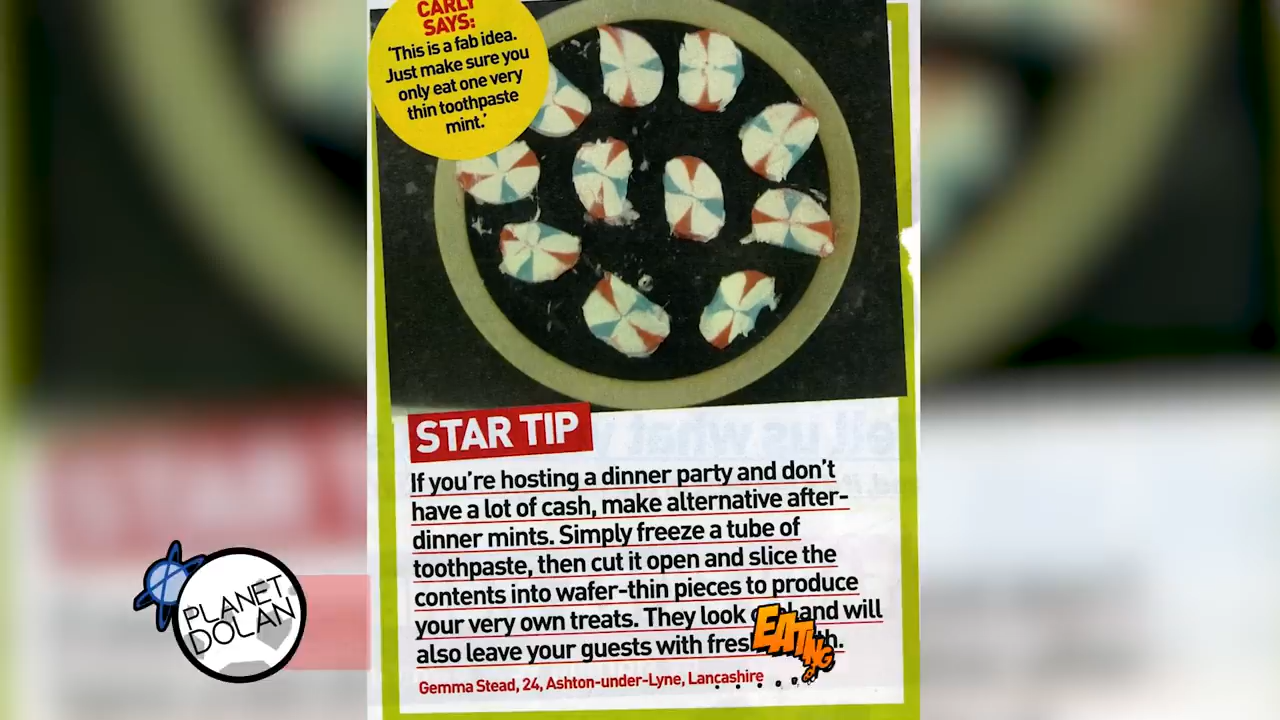 CARLY
SAYS:
'This is a fab idea.
Just make sure you
only eat one very
thin toothpaste
mint.'
STAR TIP
If you're hosting a dinner party and don't
have a lot of cash, make alternative after-
dinner mints. Simply freeze a tube of
toothpaste, then cut it open and slice the
contents into wafer-thin pieces to produce
your very own treats. They look and will
also leave your guests with
Gemma Stead, 24, Ashton-under-Lyne, Lancashire
EATING
PLANET
DOLAN